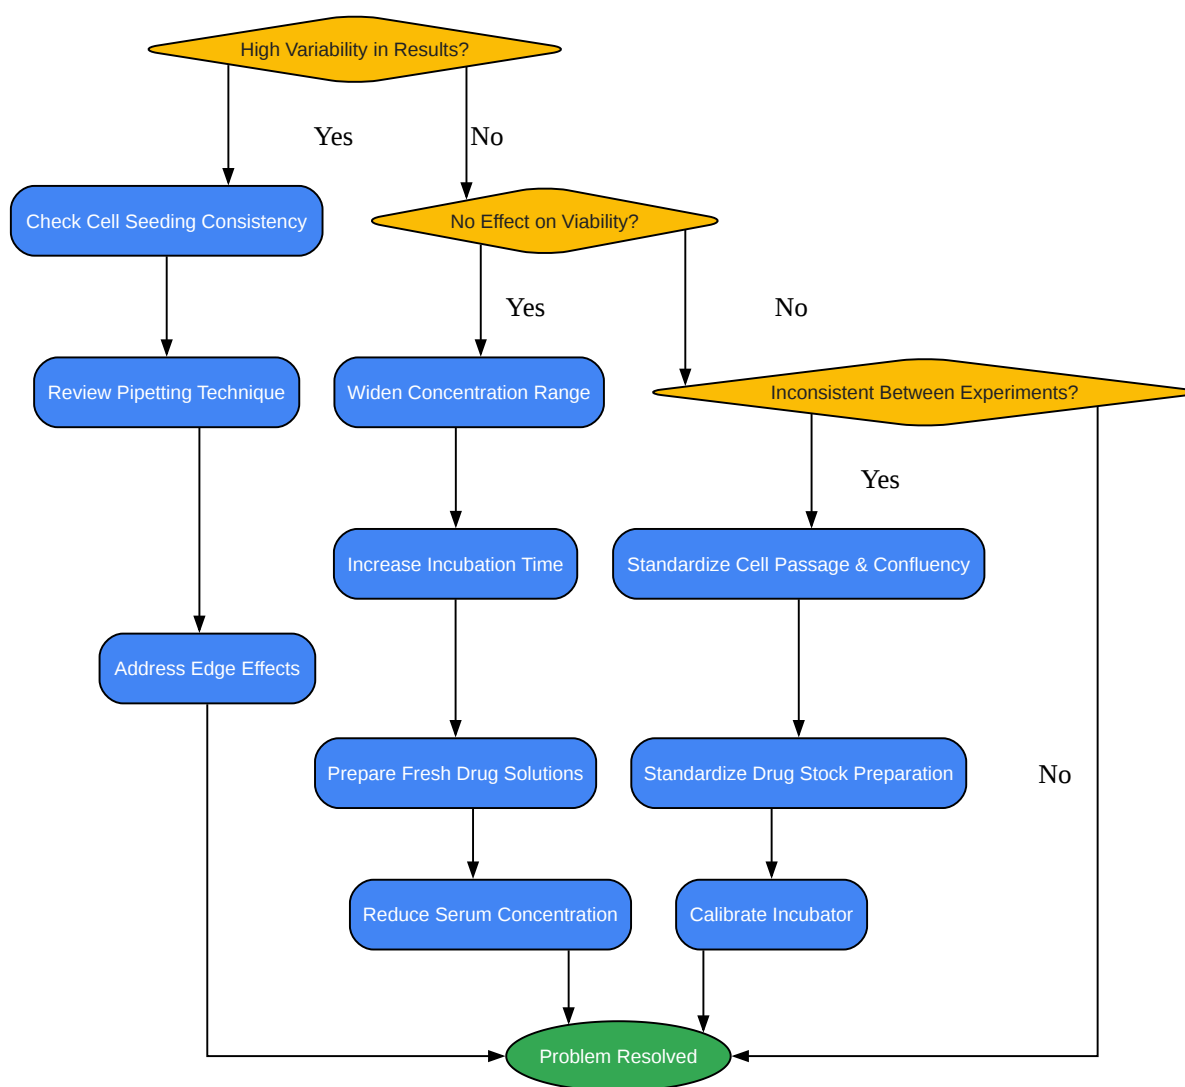 High Variability in Results?
Yes
No
Check Cell Seeding Consistency
No Effect on Viability?
Yes
No
Review Pipetting Technique
Widen Concentration Range
Inconsistent Between Experiments?
Yes
Increase Incubation Time
Standardize Cell Passage & Confluency
Address Edge Effects
Prepare Fresh Drug Solutions
Standardize Drug Stock Preparation
No
Reduce Serum Concentration
Calibrate Incubator
Problem Resolved